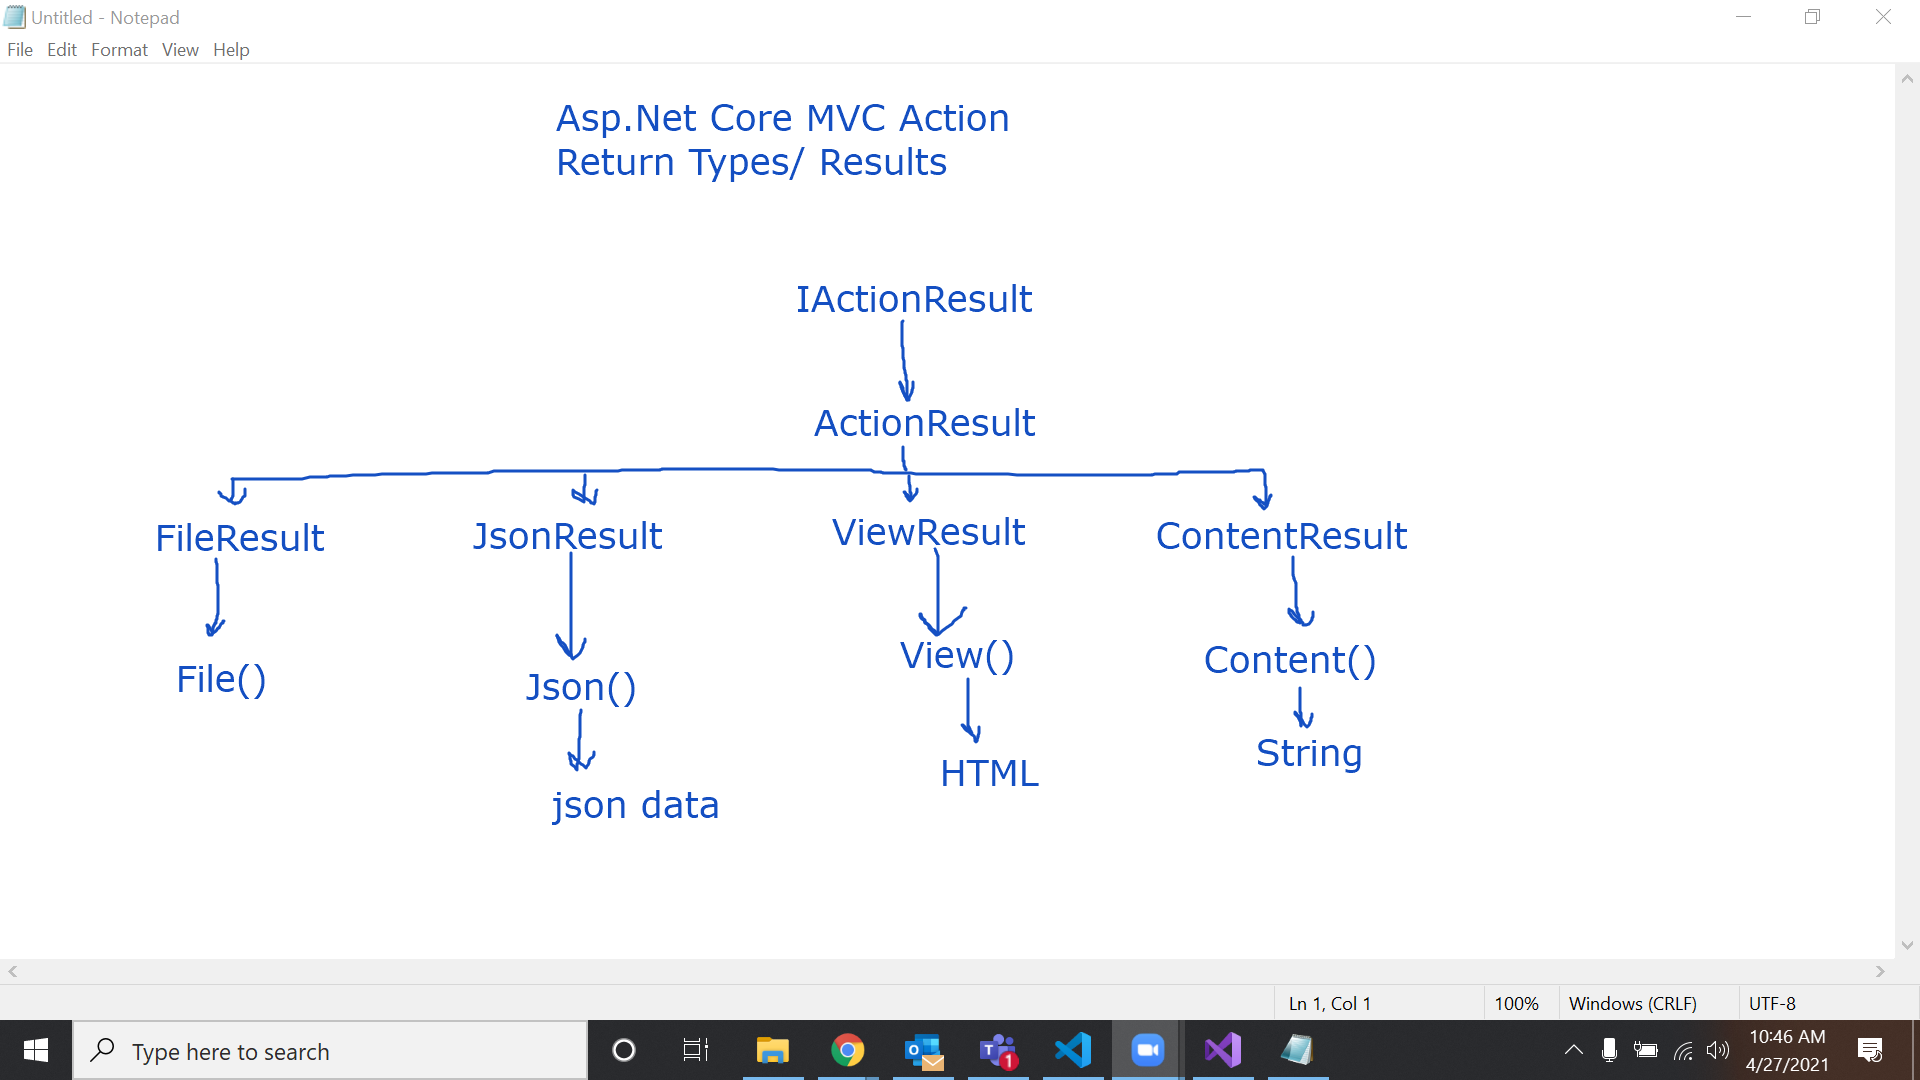 Untitled - Notepad
File Edit Format View Help
Asp.Net Core MVC Action
Return Types/ Results
IActionResult
ActionResult
FileResult JsonResult ViewResult ContentResult
File() Json() View() Content()
json data HTML String
Ln 1, Col 1 100% Windows (CRLF) UTF-8
Type here to search
1
10:46 AM
4/27/2021